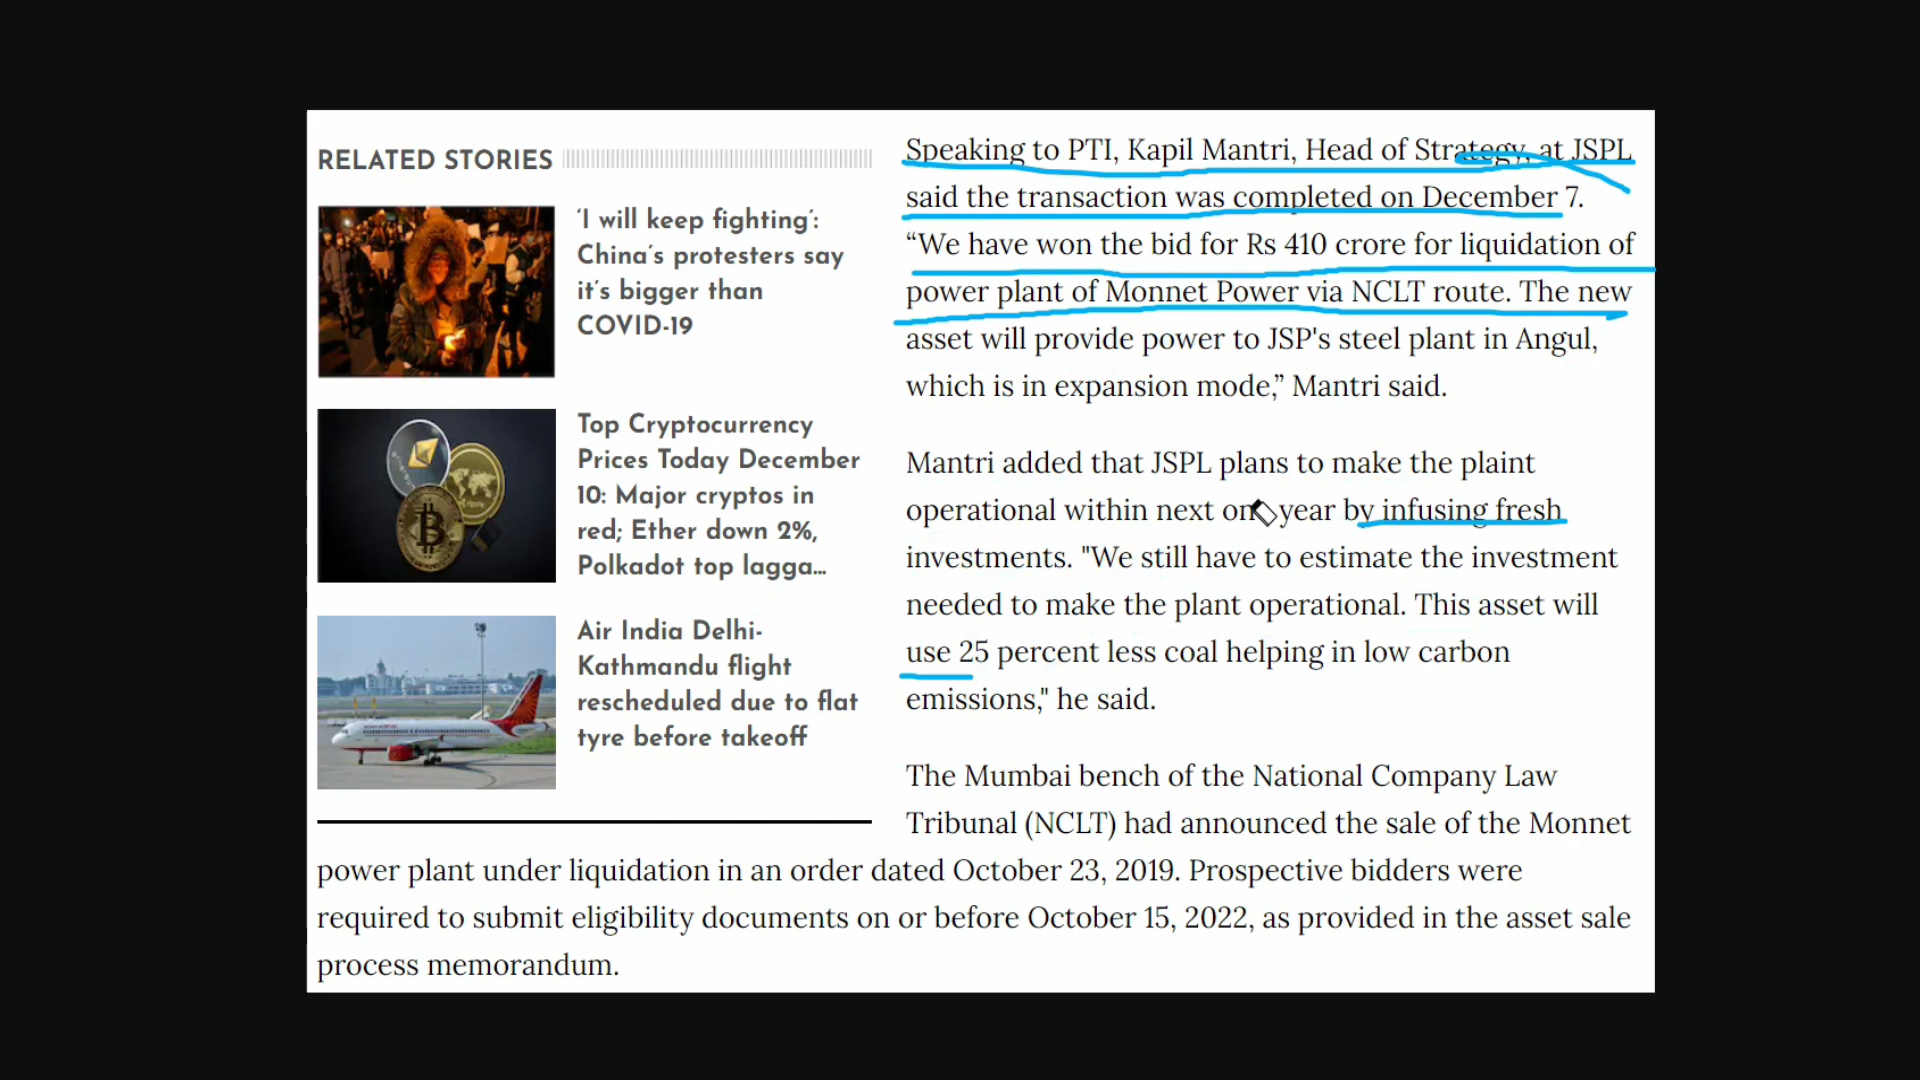 RELATED STORIES
‘I will keep fighting’:
China’s protesters say
it’s bigger than
COVID-19
Top Cryptocurrency
Prices Today December
10: Major cryptos in
red; Ether down 2%,
Polkadot top lagga...
Air India Delhi-
Kathmandu flight
rescheduled due to flat
tyre before takeoff
Speaking to PTI, Kapil Mantri, Head of Strategy, at JSPL
said the transaction was completed on December 7.
“We have won the bid for Rs 410 crore for liquidation of
power plant of Monnet Power via NCLT route. The new
asset will provide power to JSP's steel plant in Angul,
which is in expansion mode,” Mantri said.
Mantri added that JSPL plans to make the plaint
operational within next one year by infusing fresh
investments. "We still have to estimate the investment
needed to make the plant operational. This asset will
use 25 percent less coal helping in low carbon
emissions," he said.
The Mumbai bench of the National Company Law
Tribunal (NCLT) had announced the sale of the Monnet
power plant under liquidation in an order dated October 23, 2019. Prospective bidders were
required to submit eligibility documents on or before October 15, 2022, as provided in the asset sale
process memorandum.